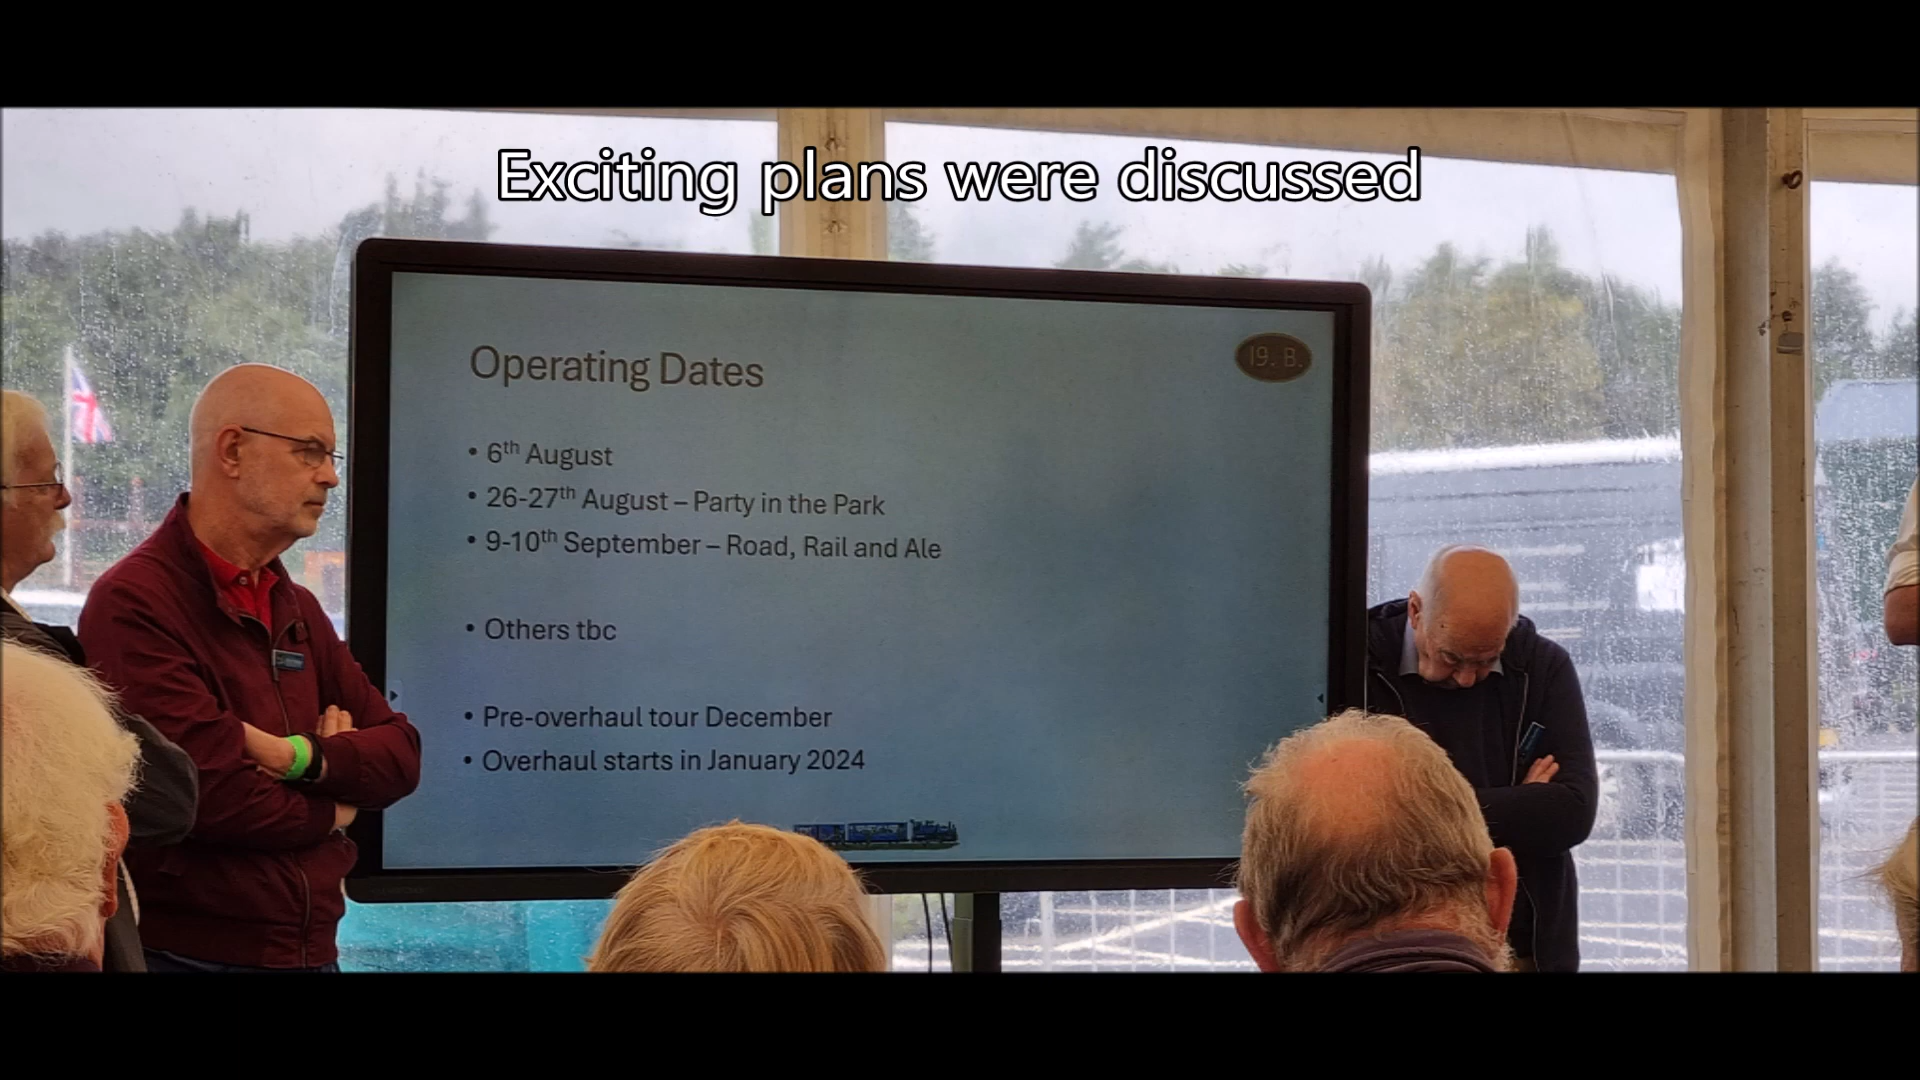 Exciting plans were discussed
Operating Dates
19. B.
• 6th August
• 26-27th August – Party in the Park
• 9-10th September – Road, Rail and Ale
• Others tbc
• Pre-overhaul tour December
• Overhaul starts in January 2024